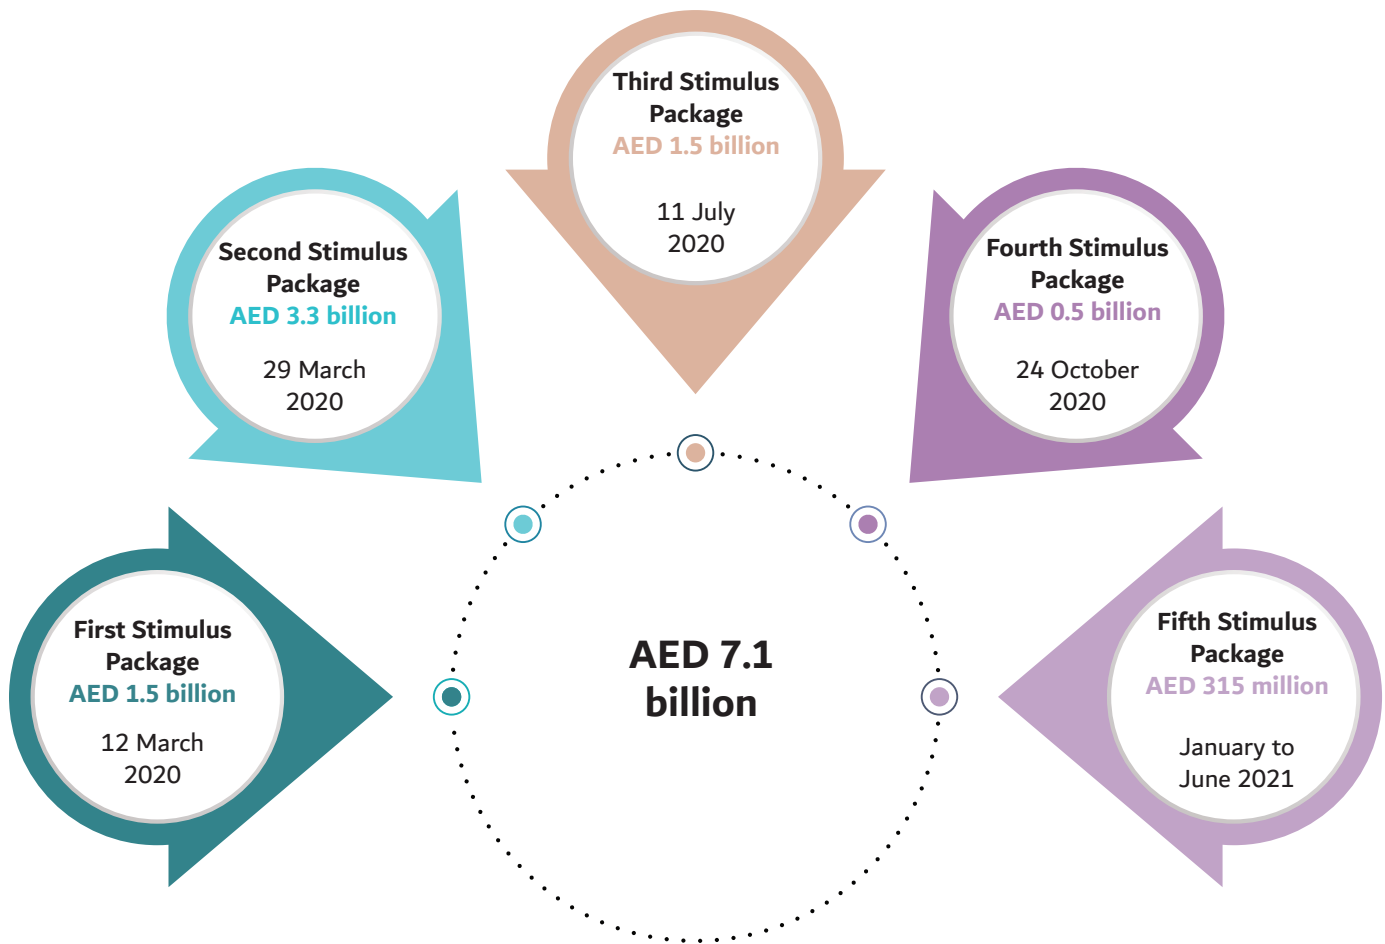 First Stimulus
Package
AED 1.5 billion
12 March
2020
Second Stimulus
Package
AED 3.3 billion
29 March
2020
Third Stimulus
Package
AED 1.5 billion
11 July
2020
Fourth Stimulus
Package
AED 0.5 billion
24 October
2020
Fifth Stimulus
Package
AED 315 million
January to
June 2021
AED 7.1
billion